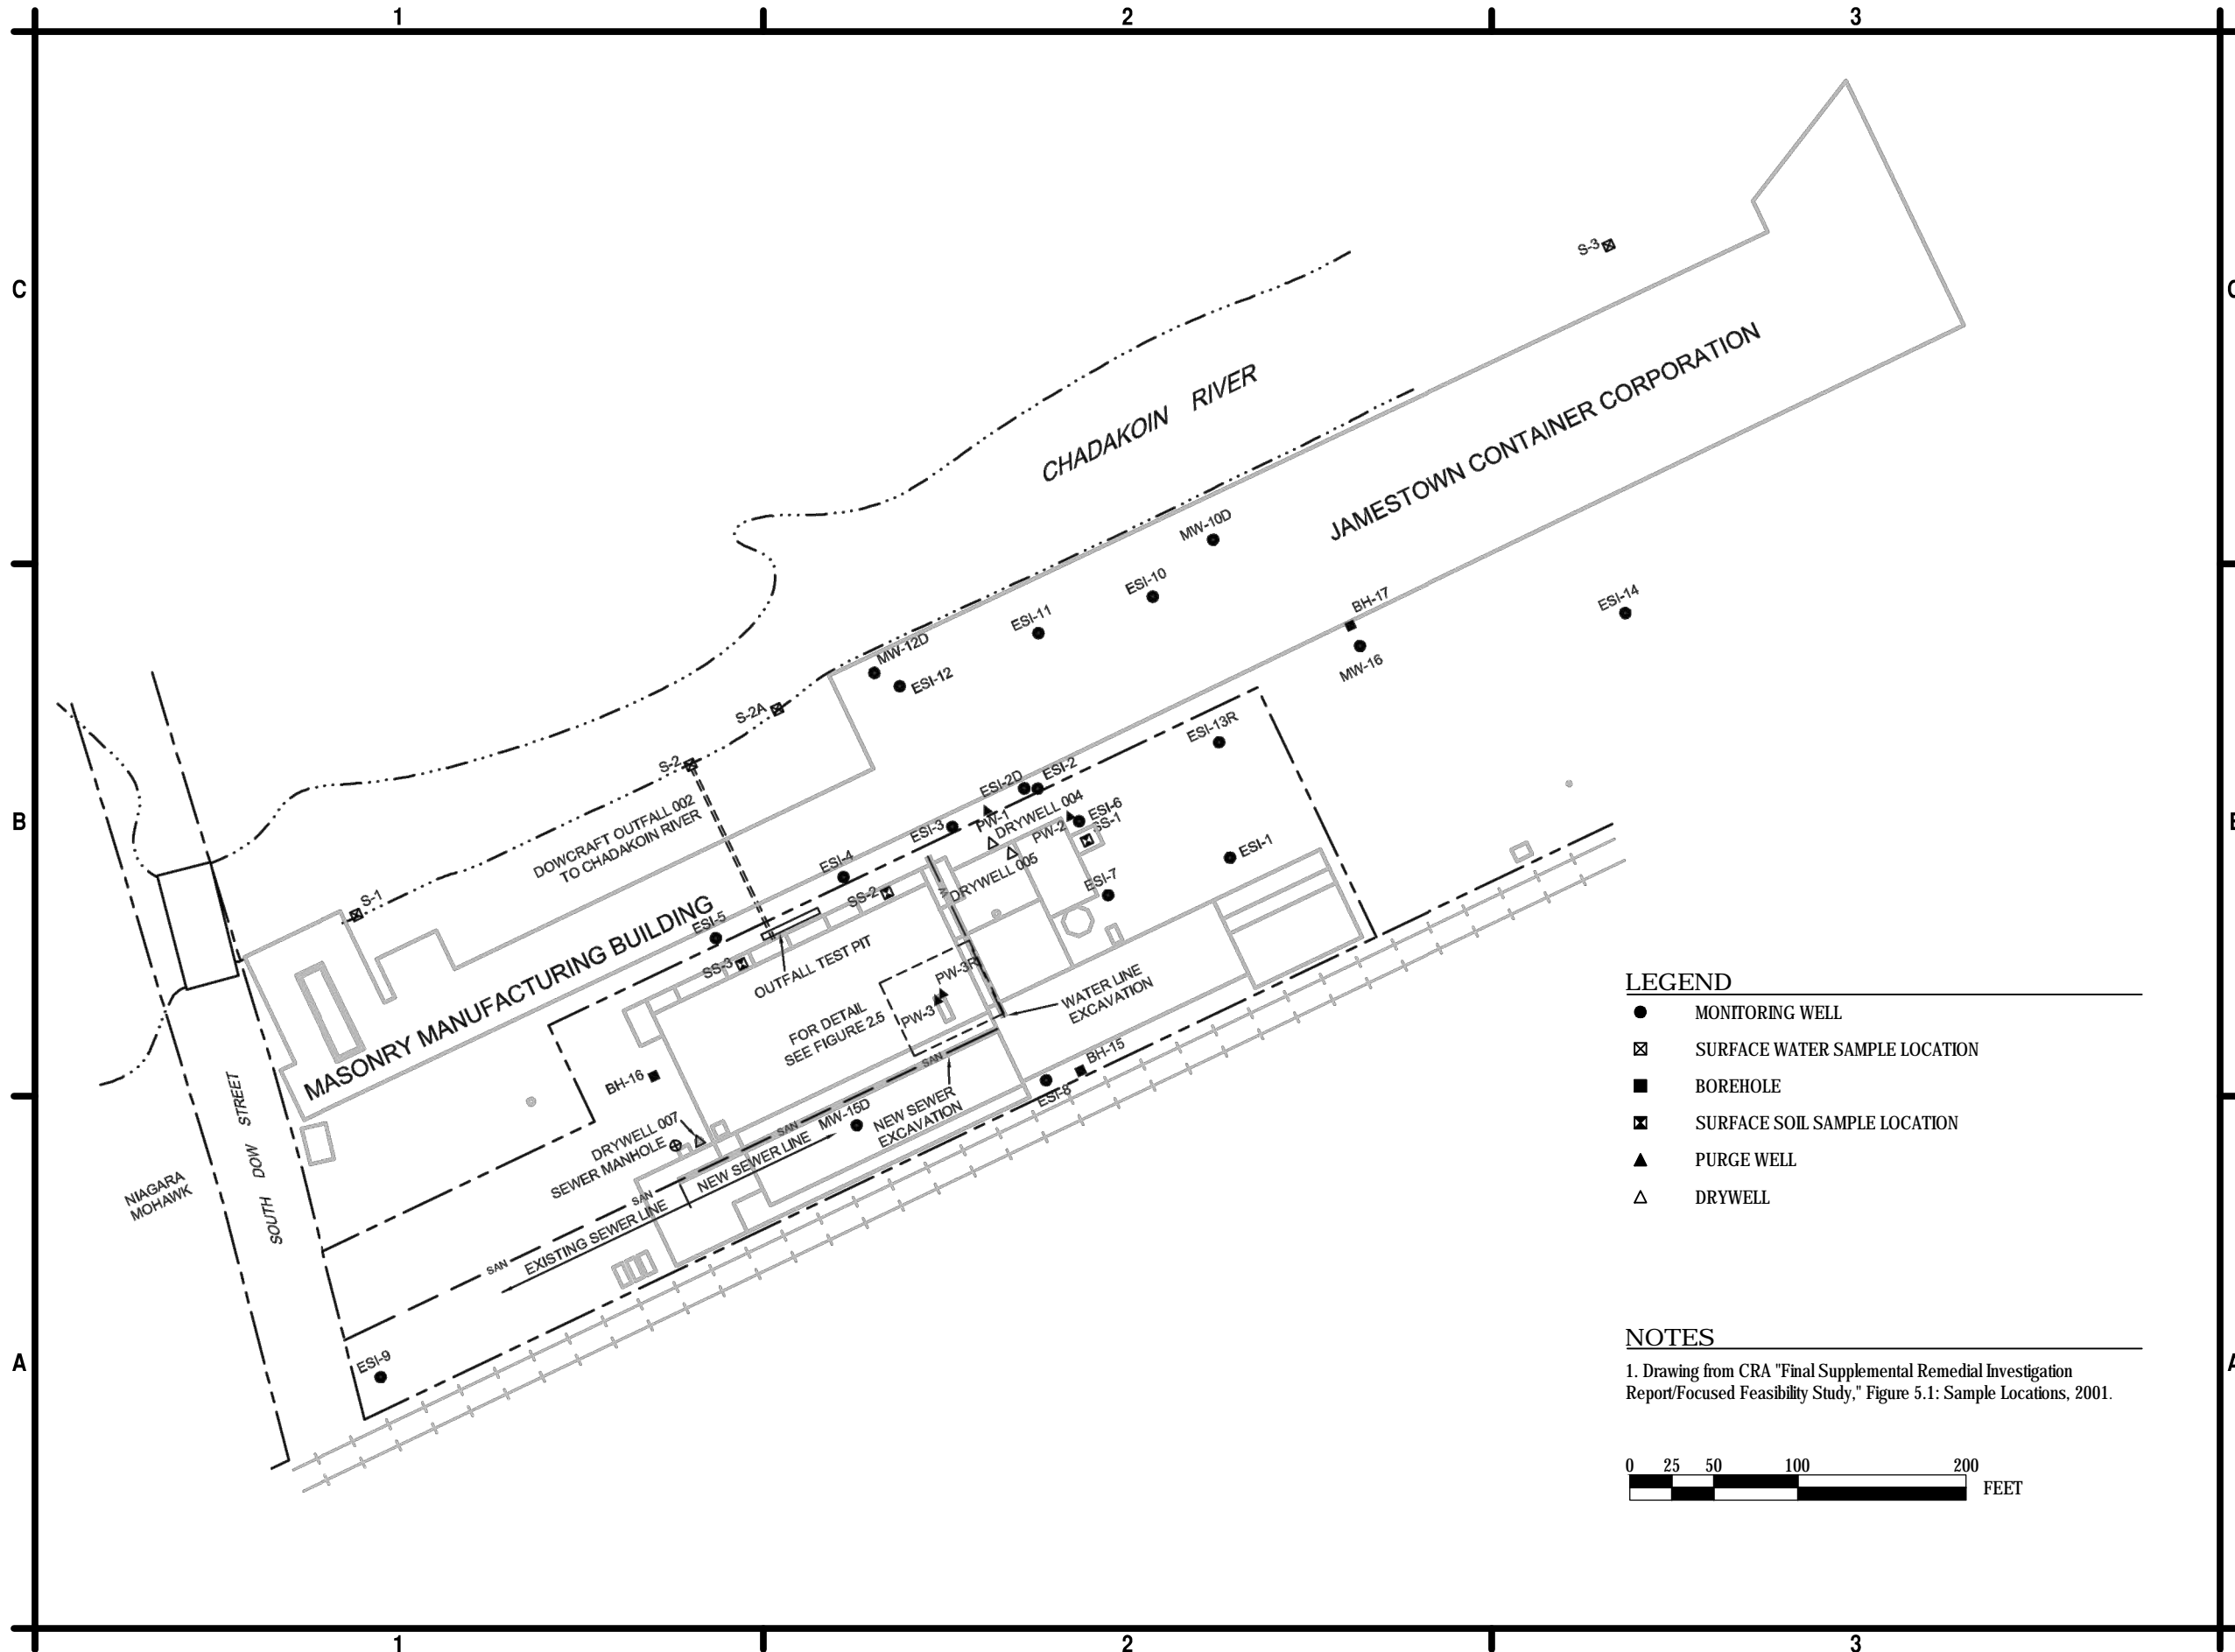 1
2
3
C
S-3
CHADAKOIN RIVER
JAMESTOWN CONTAINER CORPORATION
MW-10D
ESI-10
ESI-11
BH-17
ESI-14
MW-12D
ESI-12
MW-16
S-2A
ESI-13R
S-2
ESI-2D
ESI-2
B
DOWCRAFT OUTFALL 002
TO CHADAKOIN RIVER
ESI-3
PW-1
DRYWELL 004
PW-2
ESI-6
SS-1
DRYWELL 005
ESI-1
ESI-4
SS-2
W
ESI-7
S-1
MASONRY MANUFACTURING BUILDING
ESI-5
SS-3
OUTFALL TEST PIT
PW-3R
PW-3
FOR DETAIL
SEE FIGURE 2.5
WATER LINE
EXCAVATION
SAN
BH-15
ESI-8
BH-16
NEW SEWER
EXCAVATION
MW-15D
SAN
DRYWELL 007
SEWER MANHOLE
NEW SEWER LINE
SAN
EXISTING SEWER LINE
SAN
NIAGARA
MOHAWK
SOUTH DOW STREET
A
ESI-9
LEGEND
MONITORING WELL
SURFACE WATER SAMPLE LOCATION
BOREHOLE
SURFACE SOIL SAMPLE LOCATION
PURGE WELL
DRYWELL
NOTES
1. Drawing from CRA "Final Supplemental Remedial Investigation
Report/Focused Feasibility Study," Figure 5.1: Sample Locations, 2001.
0 25 50 100 200
FEET
1
2
3